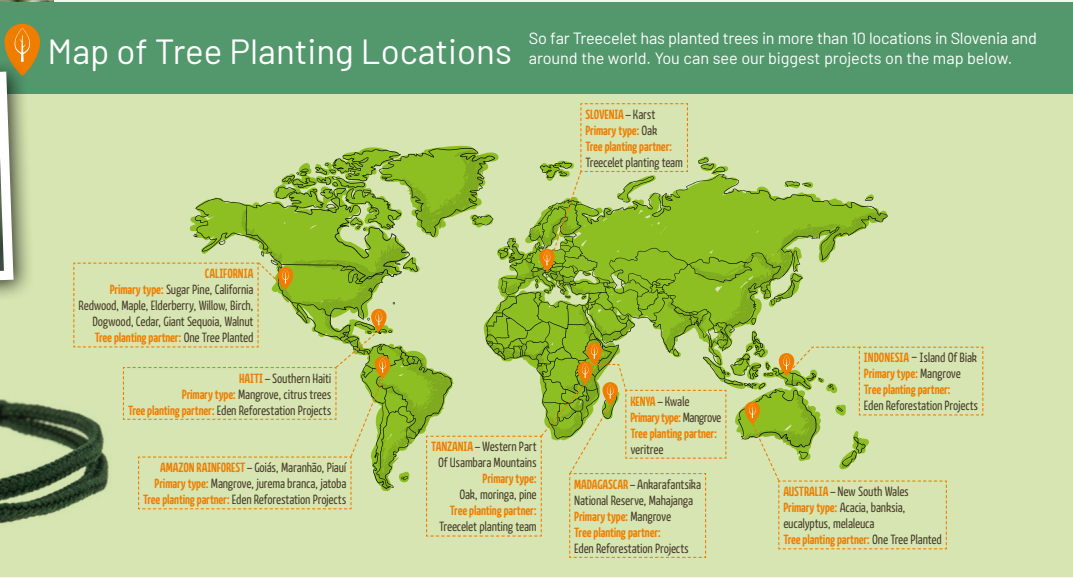 Map of Tree Planting Locations
So far Treecelet has planted trees in more than 10 locations in Slovenia and
around the world. You can see our biggest projects on the map below.
SLOVENIA – Karst
Primary type: Oak
Tree planting partner:
Treecelet planting team
CALIFORNIA
Primary type: Sugar Pine, California
Redwood, Maple, Elderberry, Willow, Birch,
Dogwood, Cedar, Giant Sequoia, Walnut
Tree planting partner: One Tree Planted
HAITI – Southern Haiti
Primary type: Mangrove, citrus trees
Tree planting partner: Eden Reforestation Projects
AMAZON RAINFOREST – Goiás, Maranhão, Piauí
Primary type: Mangrove, jurema branca, jatoba
Tree planting partner: Eden Reforestation Projects
TANZANIA – Western Part
Of Usambara Mountains
Primary type:
Oak, moringa, pine
Tree planting partner:
Treecelet planting team
KENYA – Kwale
Primary type: Mangrove
Tree planting partner:
veritree
MADAGASCAR – Ankarafantsika
National Reserve, Mahajanga
Primary type: Mangrove
Tree planting partner:
Eden Reforestation Projects
INDONESIA – Island Of Biak
Primary type: Mangrove
Tree planting partner:
Eden Reforestation Projects
AUSTRALIA – New South Wales
Primary type: Acacia, banksia,
eucalyptus, melaleuca
Tree planting partner: One Tree Planted